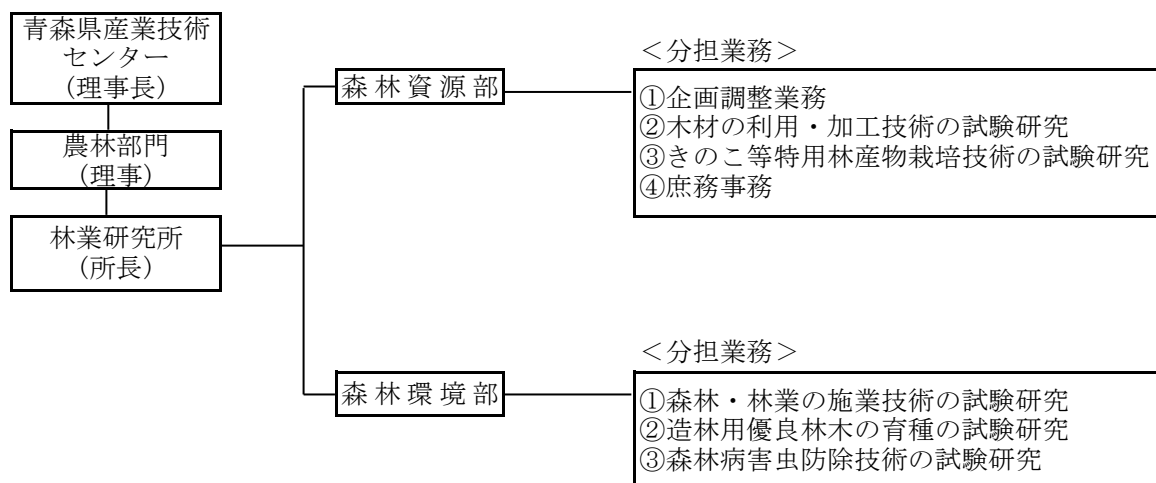 青森県産業技術
センター
(理事長)
農林部門
(理事)
林業研究所
(所長)
森林資源部
＜分担業務＞
①企画調整業務
②木材の利用・加工技術の試験研究
③きのこ等特用林産物栽培技術の試験研究
④庶務事務
森林環境部
＜分担業務＞
①森林・林業の施業技術の試験研究
②造林用優良林木の育種の試験研究
③森林病害虫防除技術の試験研究